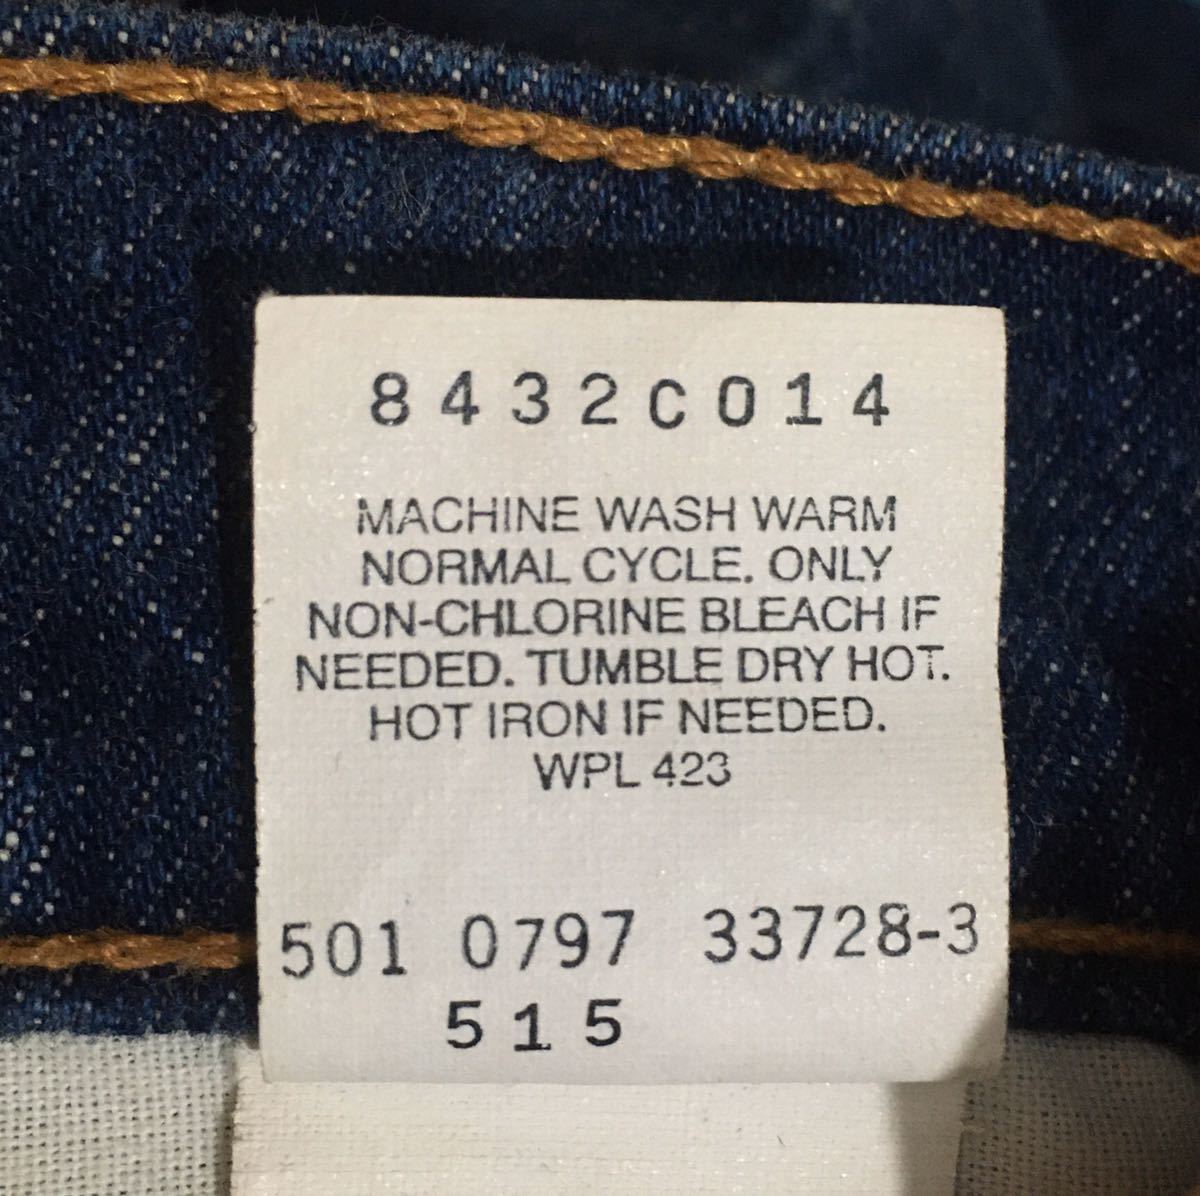 8432C014
MACHINE WASH WARM
NORMAL CYCLE. ONLY
NON-CHLORINE BLEACH IF
NEEDED. TUMBLE DRY HOT.
HOT IRON IF NEEDED.
WPL 423
501 0797 33728-3
515